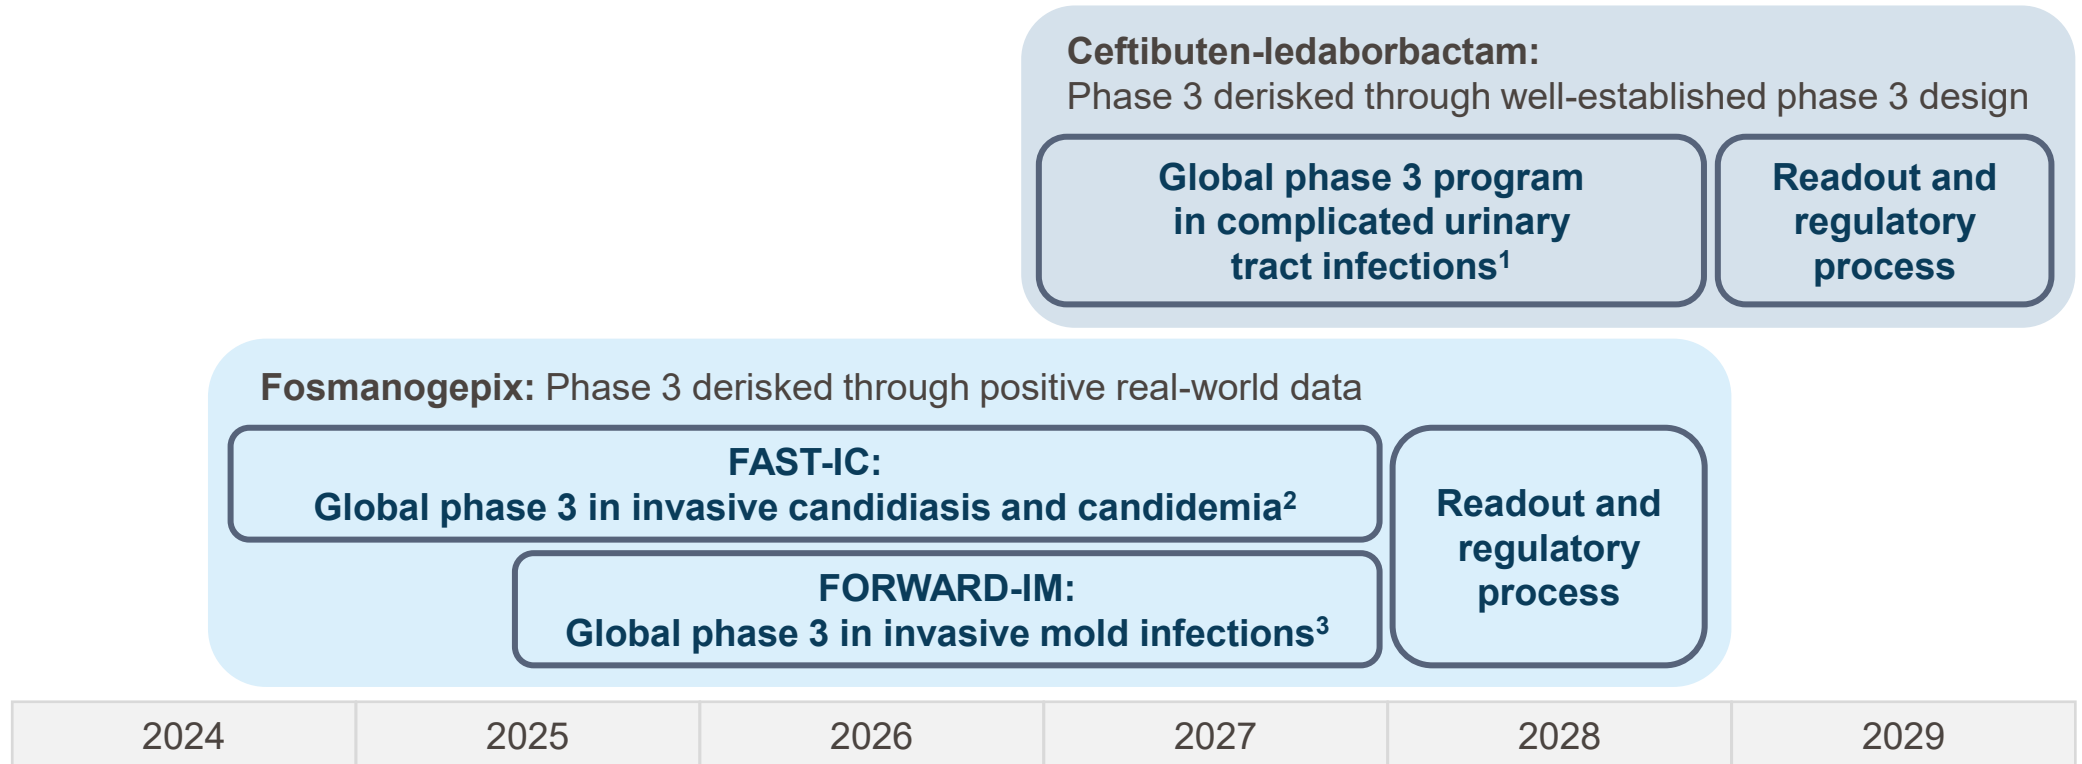 Ceftibuten-ledaborbactam:
Phase 3 derisked through well-established phase 3 design
Global phase 3 program
in complicated urinary
tract infections¹
Readout and
regulatory
process
Fosmanogepix: Phase 3 derisked through positive real-world data
FAST-IC:
Global phase 3 in invasive candidiasis and candidemia²
FORWARD-IM:
Global phase 3 in invasive mold infections³
Readout and
regulatory
process
2024 2025 2026 2027 2028 2029